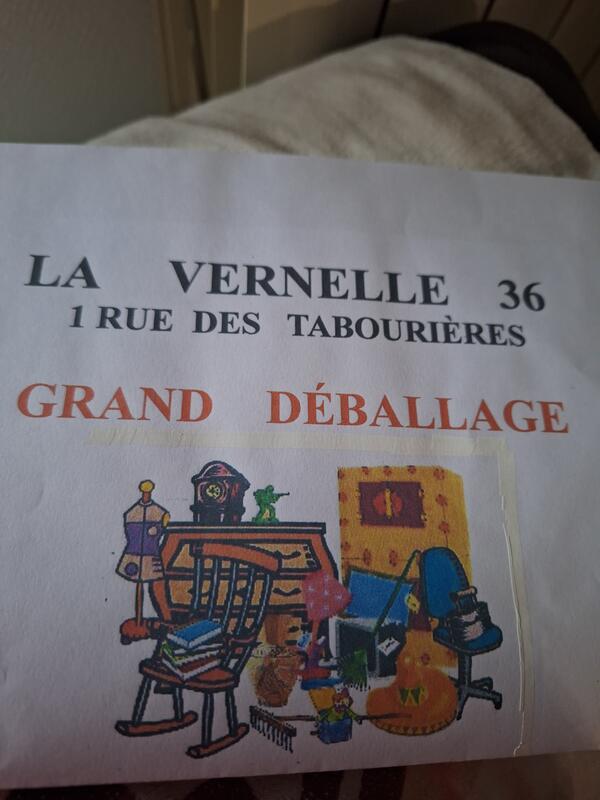 LA VERNELLE 36
1 RUE DES TABOURIÈRES
GRAND DÉBALLAGE